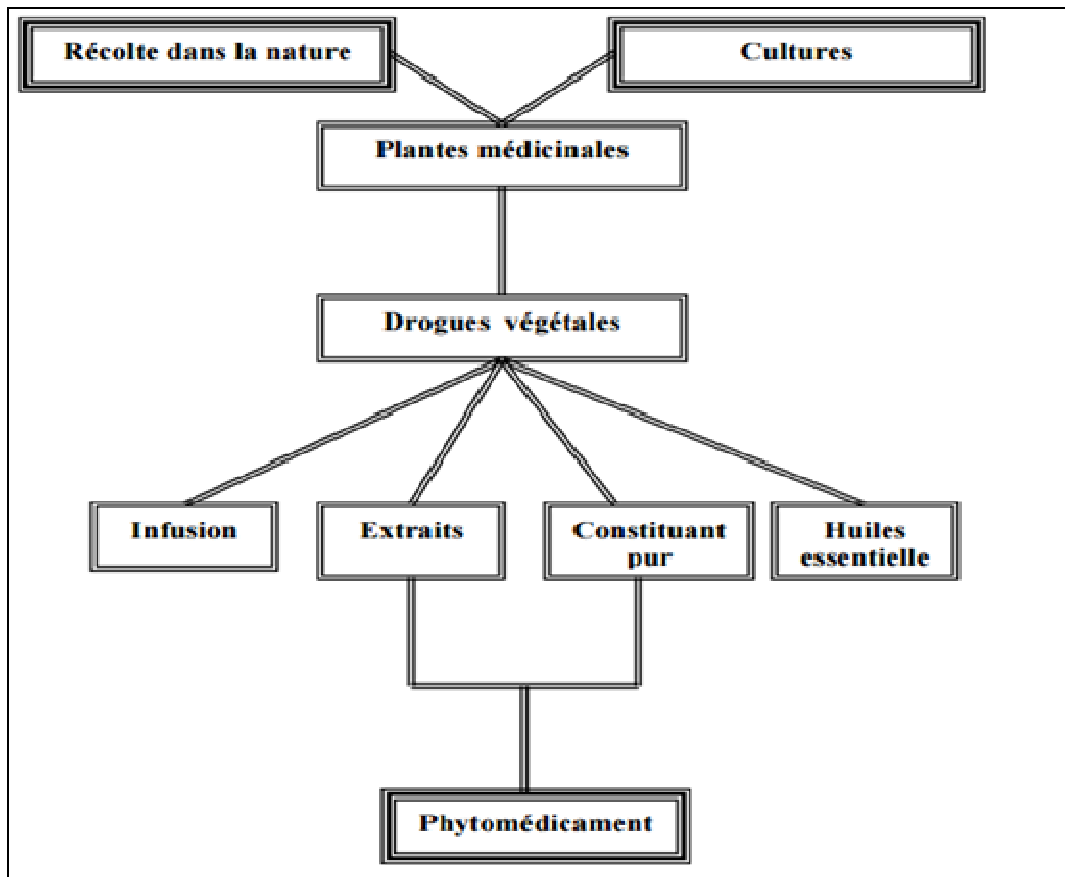 Récolte dans la nature
Cultures
Plantes médicinales
Drogues végétales
Infusion
Extraits
Constituant
pur
Huiles
essentielle
Phytomédicament